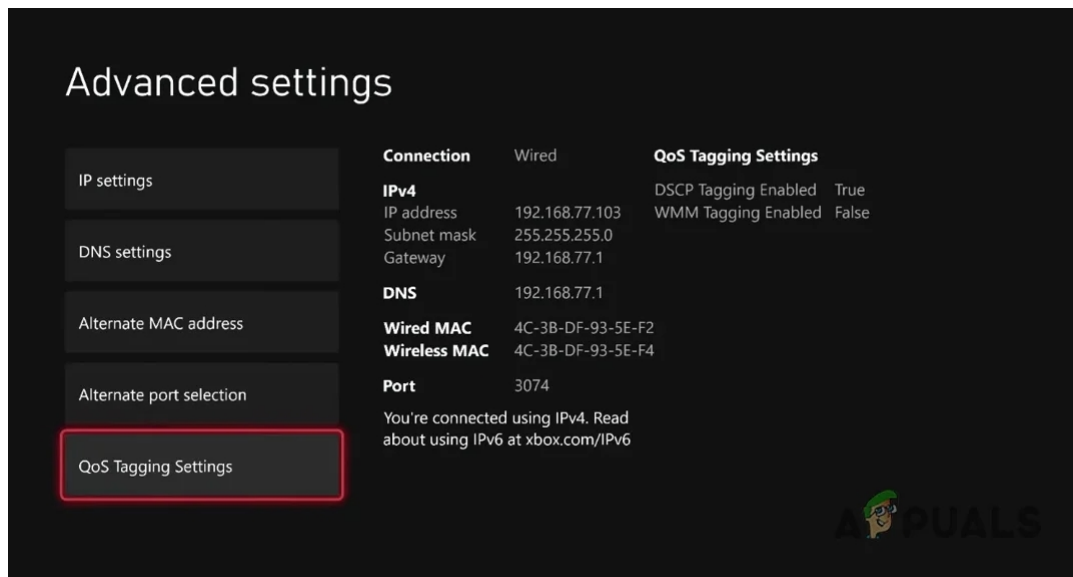 Advanced settings
IP settings
DNS settings
Alternate MAC address
Alternate port selection
QoS Tagging Settings
Connection Wired
IPv4
IP address 192.168.77.103
Subnet mask 255.255.255.0
Gateway 192.168.77.1
DNS 192.168.77.1
Wired MAC 4C-3B-DF-93-5E-F2
Wireless MAC 4C-3B-DF-93-5E-F4
Port 3074
You're connected using IPv4. Read
about using IPv6 at xbox.com/IPv6
QoS Tagging Settings
DSCP Tagging Enabled True
WMM Tagging Enabled False
APPUALS